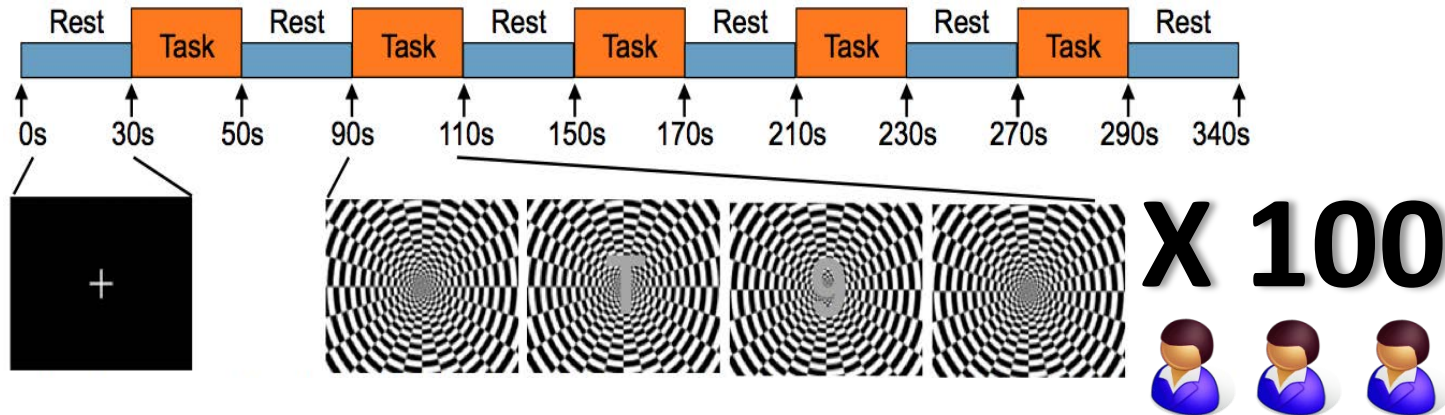 Rest Task Rest Task Rest Task Rest Task Rest Task Rest
0s 30s 50s 90s 110s 150s 170s 210s 230s 270s 290s 340s
T 9
X 100